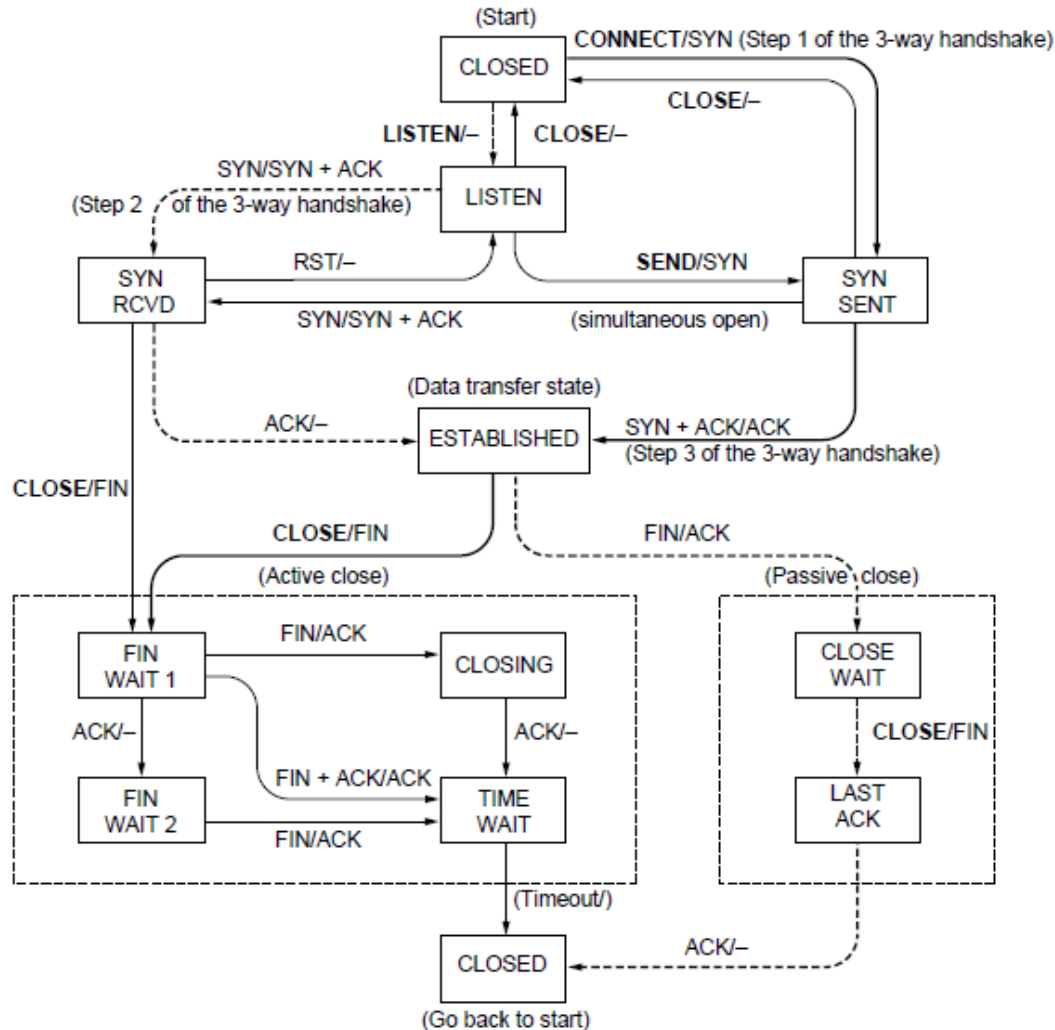 (Start)
CONNECT/SYN (Step 1 of the 3-way handshake)
CLOSED
CLOSE/–
LISTEN/–
CLOSE/–
SYN/SYN + ACK
(Step 2 of the 3-way handshake)
LISTEN
RST/–
SEND/SYN
SYN
RCVD
SYN
SENT
SYN/SYN + ACK
(simultaneous open)
(Data transfer state)
ACK/–
ESTABLISHED
SYN + ACK/ACK
(Step 3 of the 3-way handshake)
CLOSE/FIN
CLOSE/FIN
FIN/ACK
(Active close)
(Passive close)
FIN
WAIT 1
FIN/ACK
CLOSING
CLOSE
WAIT
ACK/–
ACK/–
CLOSE/FIN
FIN + ACK/ACK
FIN
WAIT 2
FIN/ACK
TIME
WAIT
LAST
ACK
(Timeout/)
CLOSED
ACK/–
(Go back to start)